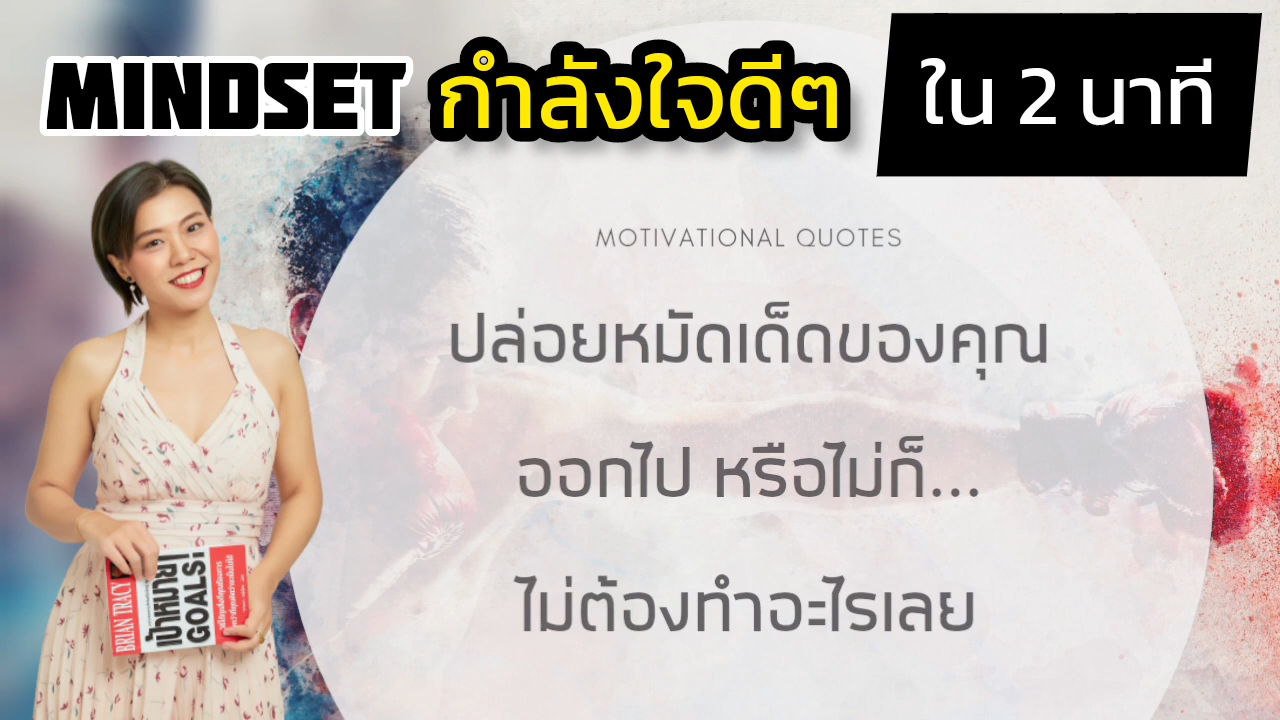 MINDSET กำลังใจดีๆ ใน 2 นาที
MOTIVATIONAL QUOTES
ปล่อยหมัดเด็ดของคุณ
ออกไป หรือไม่ก็...
ไม่ต้องทำอะไรเลย
BRIAN TRACY
เป้าหมาย!
GOALS!